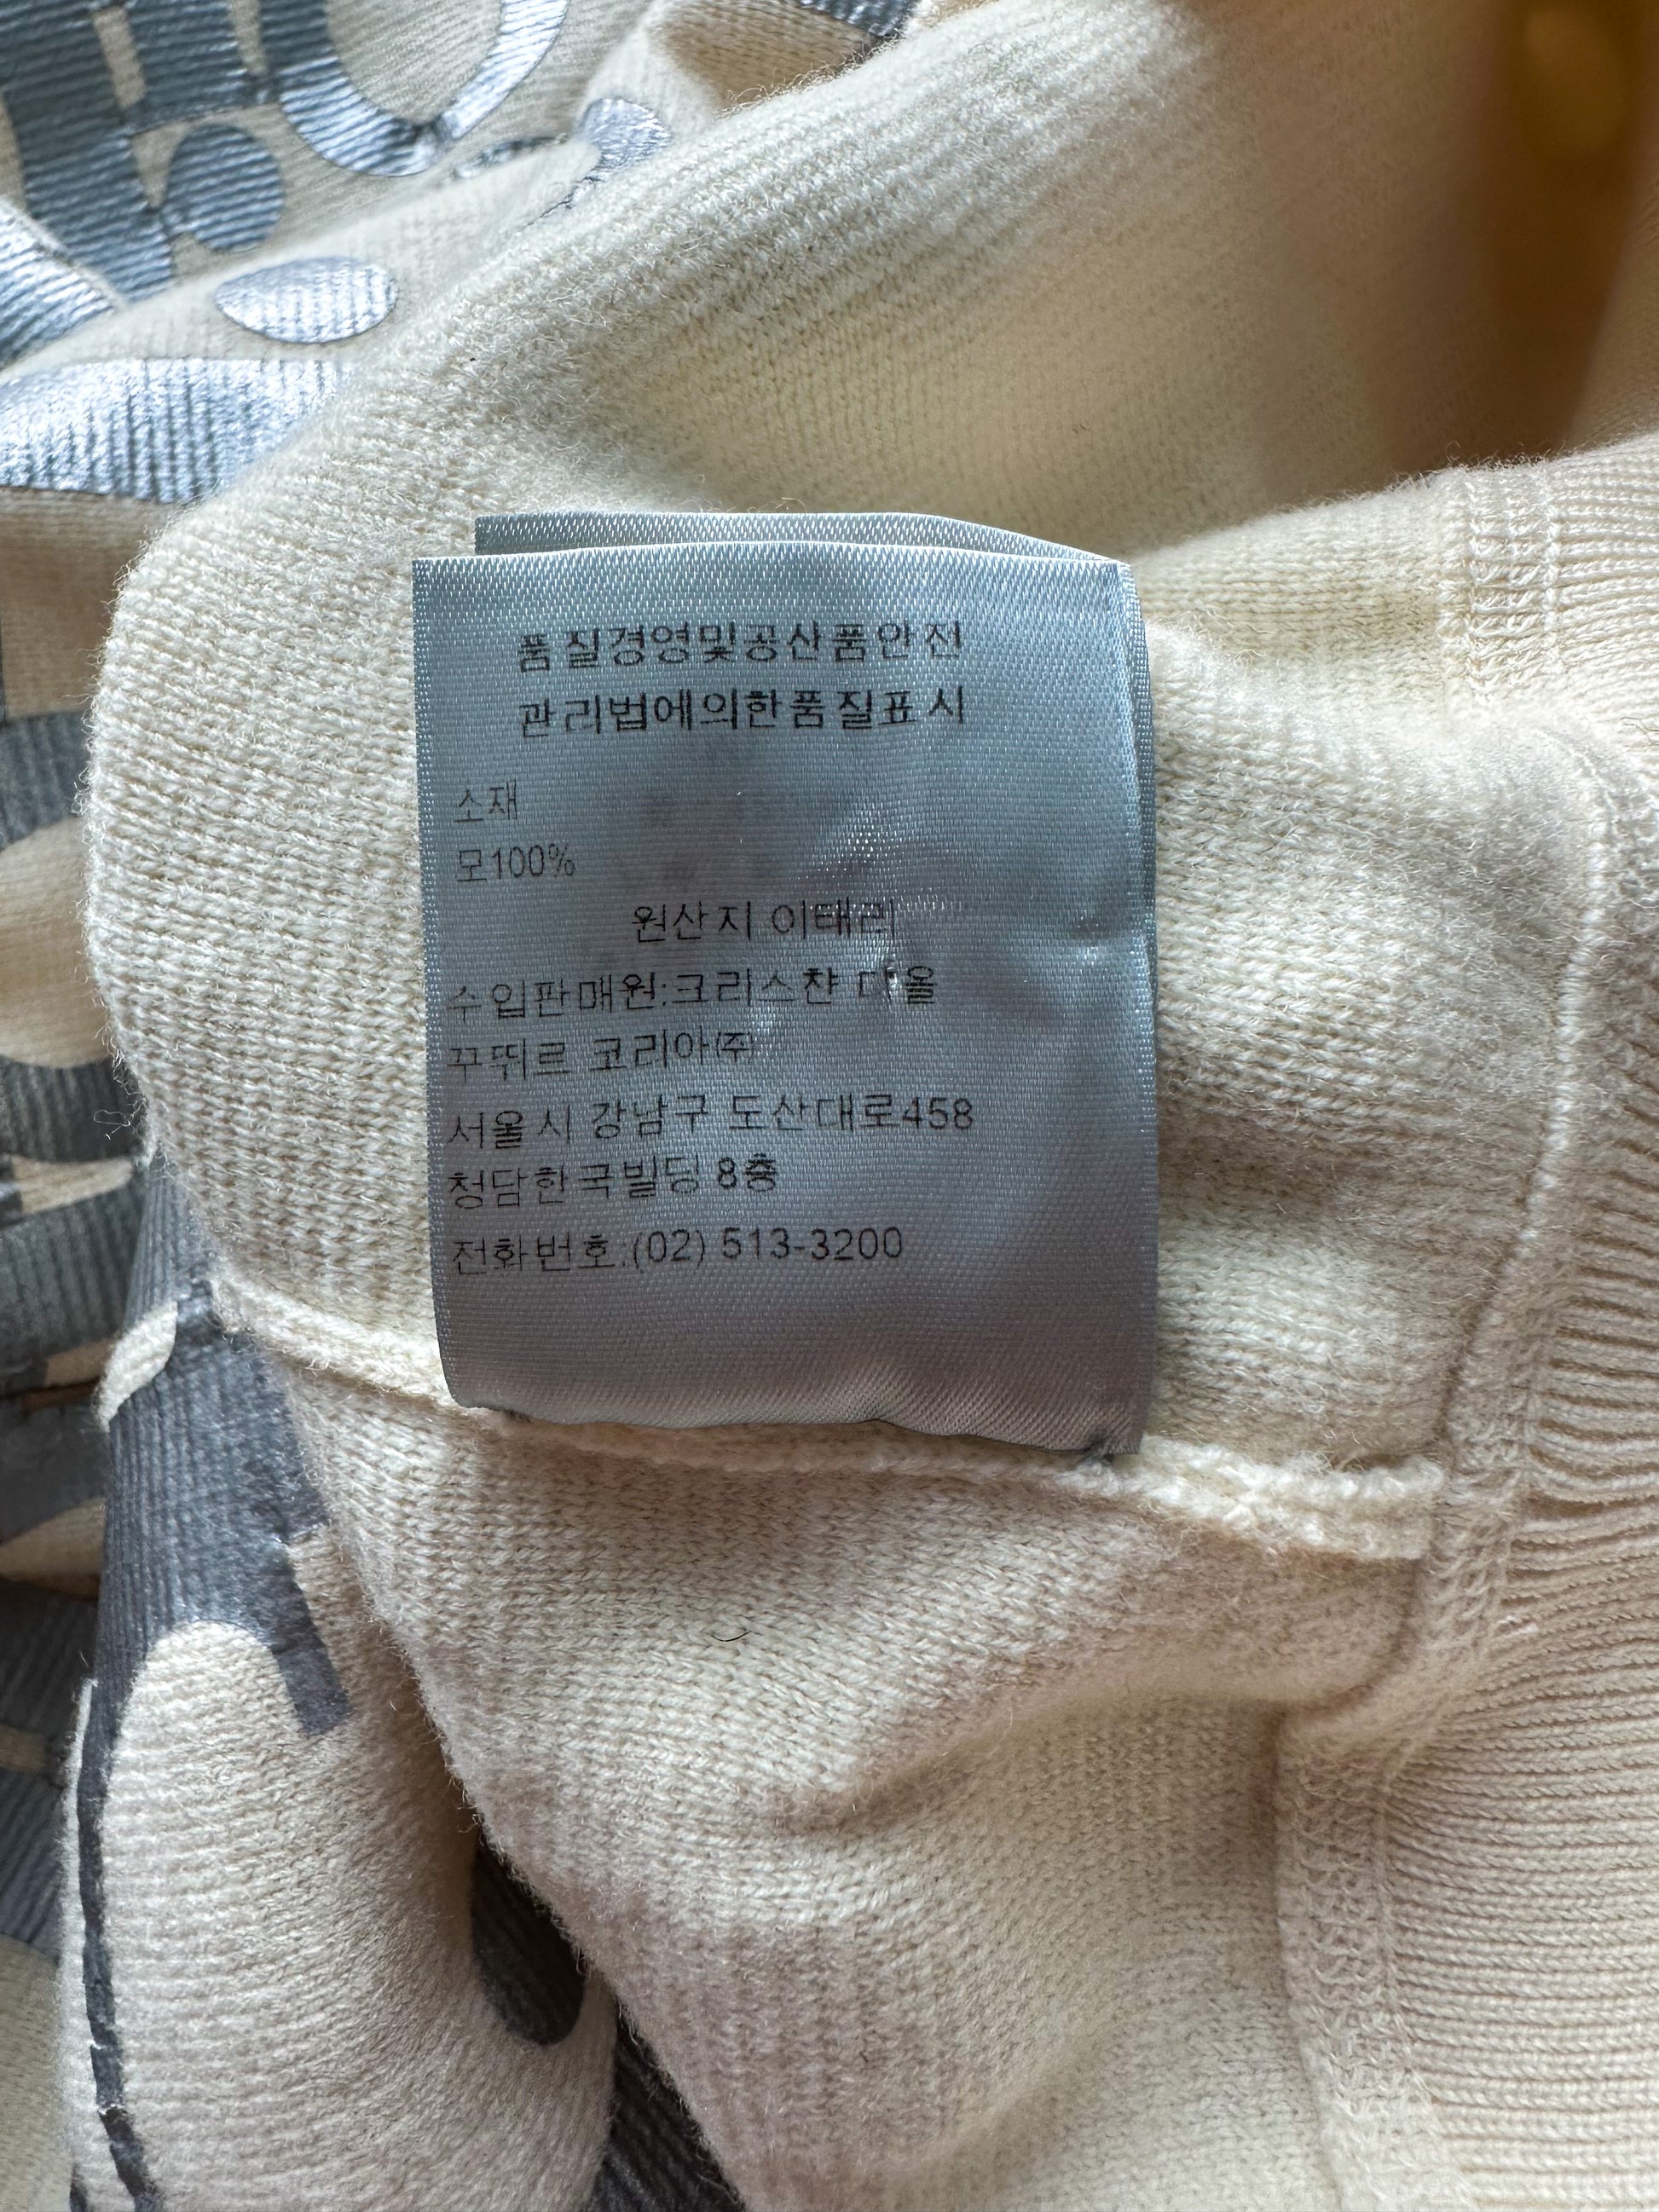 품질경영및공산품안전
관리법에의한품질표시
소재
모100%
원산지 이태리
수입판매원:크리스챤 디올
꾸뛰르 코리아㈜
서울시 강남구 도산대로458
청담한국빌딩 8층
전화번호:(02) 513-3200